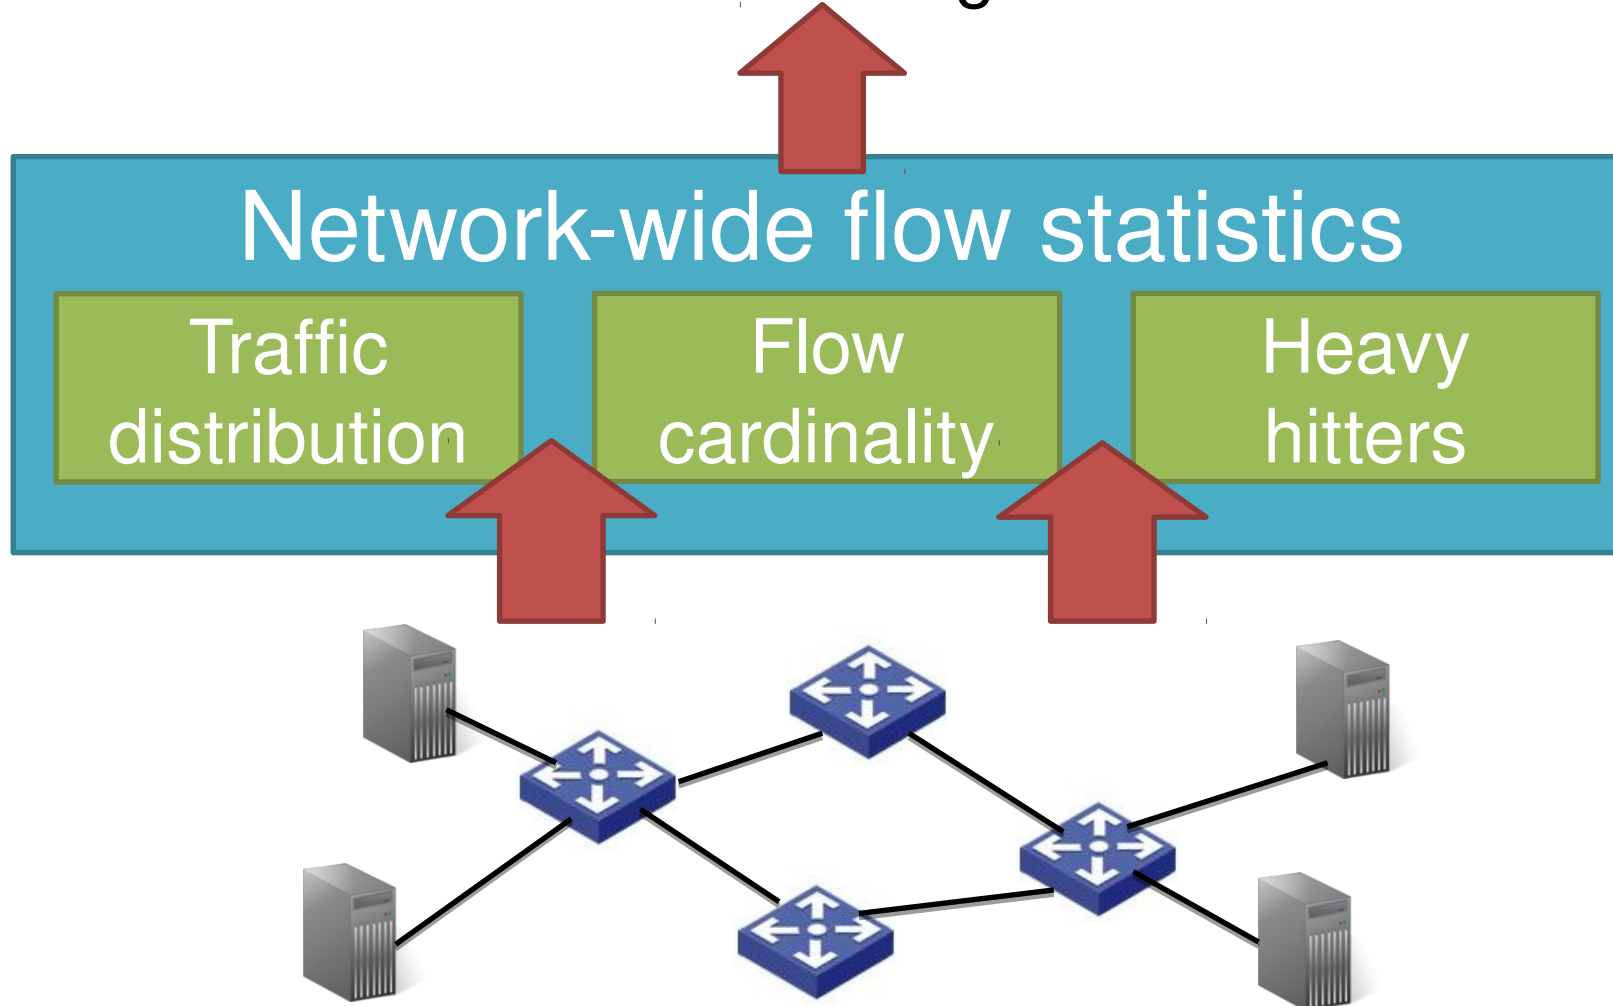 Network-wide flow statistics
Traffic
distribution
Flow
cardinality
Heavy
hitters